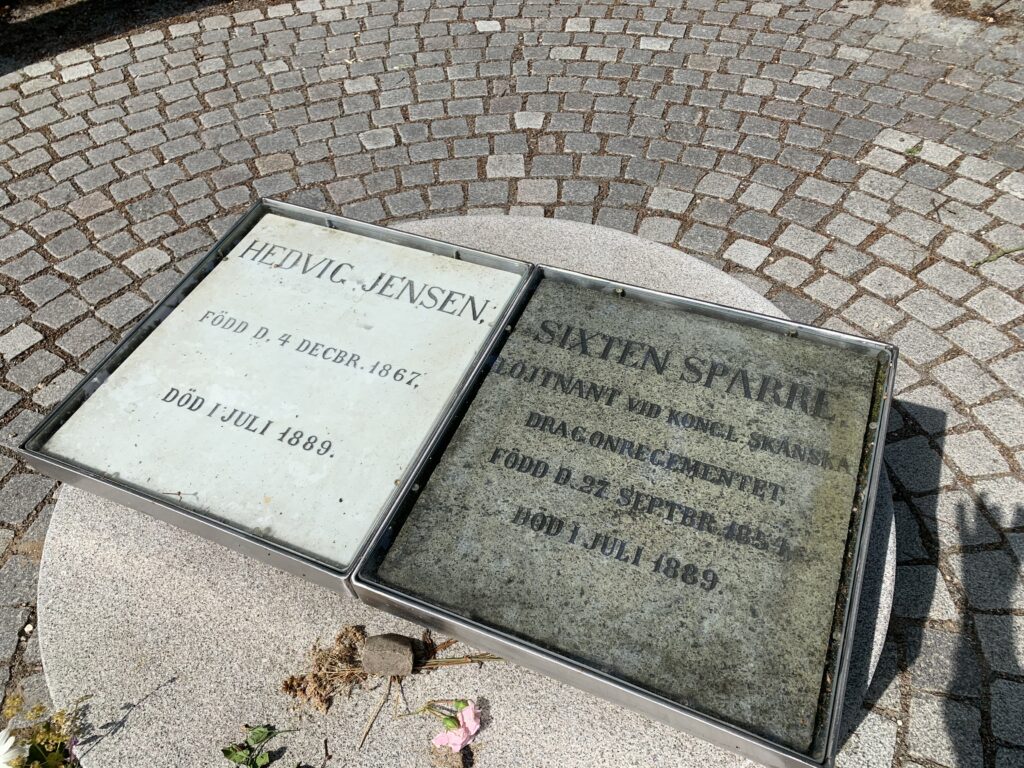 HEDVIG JENSEN,
FÖDD D. 4 DECBR. 1867,
DÖD I JULI 1889.
SIXTEN SPARRE,
LÖJTNANT VID KONGL. SKÅNSKA
DRAGONREGEMENTET,
FÖDD D. 27 SEPTBR. 1854,
DÖD I JULI 1889